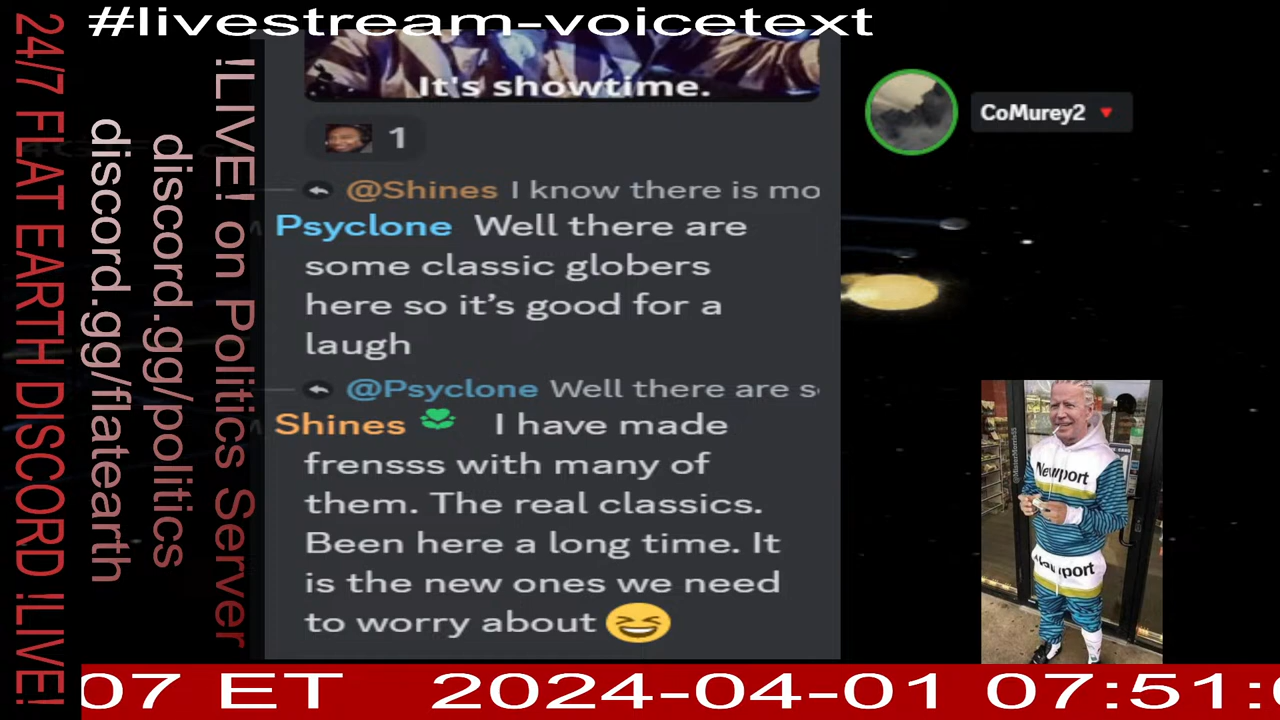 #livestream-voicetext
24/7 FLAT EARTH DISCORD !LIVE!
discord.gg/flatearth
discord.gg/politics
!LIVE! on Politics Server
It's showtime.
1
@Shines I know there is mo
Psyclone Well there are
some classic globers
here so it’s good for a
laugh
@Psyclone Well there are s
Shines I have made
frensss with many of
them. The real classics.
Been here a long time. It
is the new ones we need
to worry about
CoMurey2
Newport
Newport
07 ET 2024-04-01 07:51:0